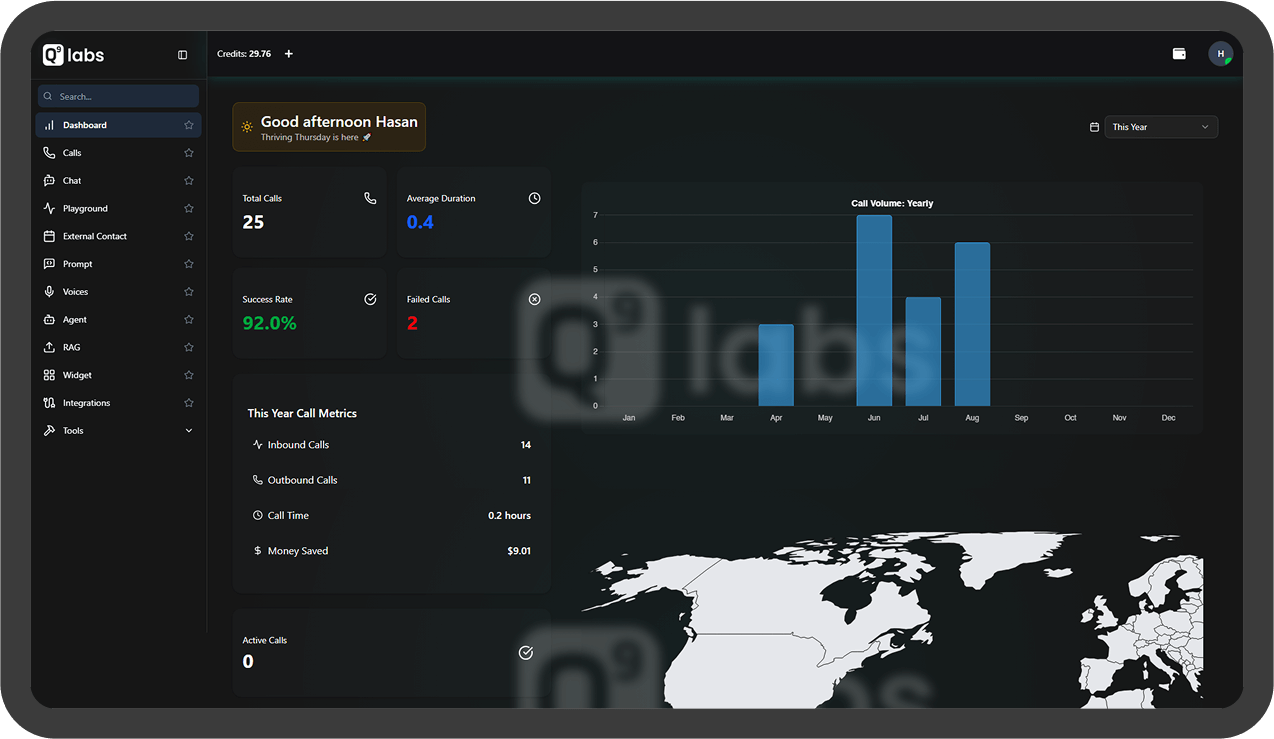 Q9 labs
Credits: 29.76 +
H
Search...
Dashboard
Calls
Chat
Playground
External Contact
Prompt
Voices
Agent
RAG
Widget
Integrations
Tools
Good afternoon Hasan
Thriving Thursday is here 🚀
This Year
Total Calls
25
Average Duration
0.4
Success Rate
92.0%
Failed Calls
2
This Year Call Metrics
Inbound Calls 14
Outbound Calls 11
Call Time 0.2 hours
$ Money Saved $9.01
Active Calls
0
Call Volume: Yearly
7
6
5
4
3
2
1
0
Jan Feb Mar Apr May Jun Jul Aug Sep Oct Nov Dec
Q9 labs
Q9 labs